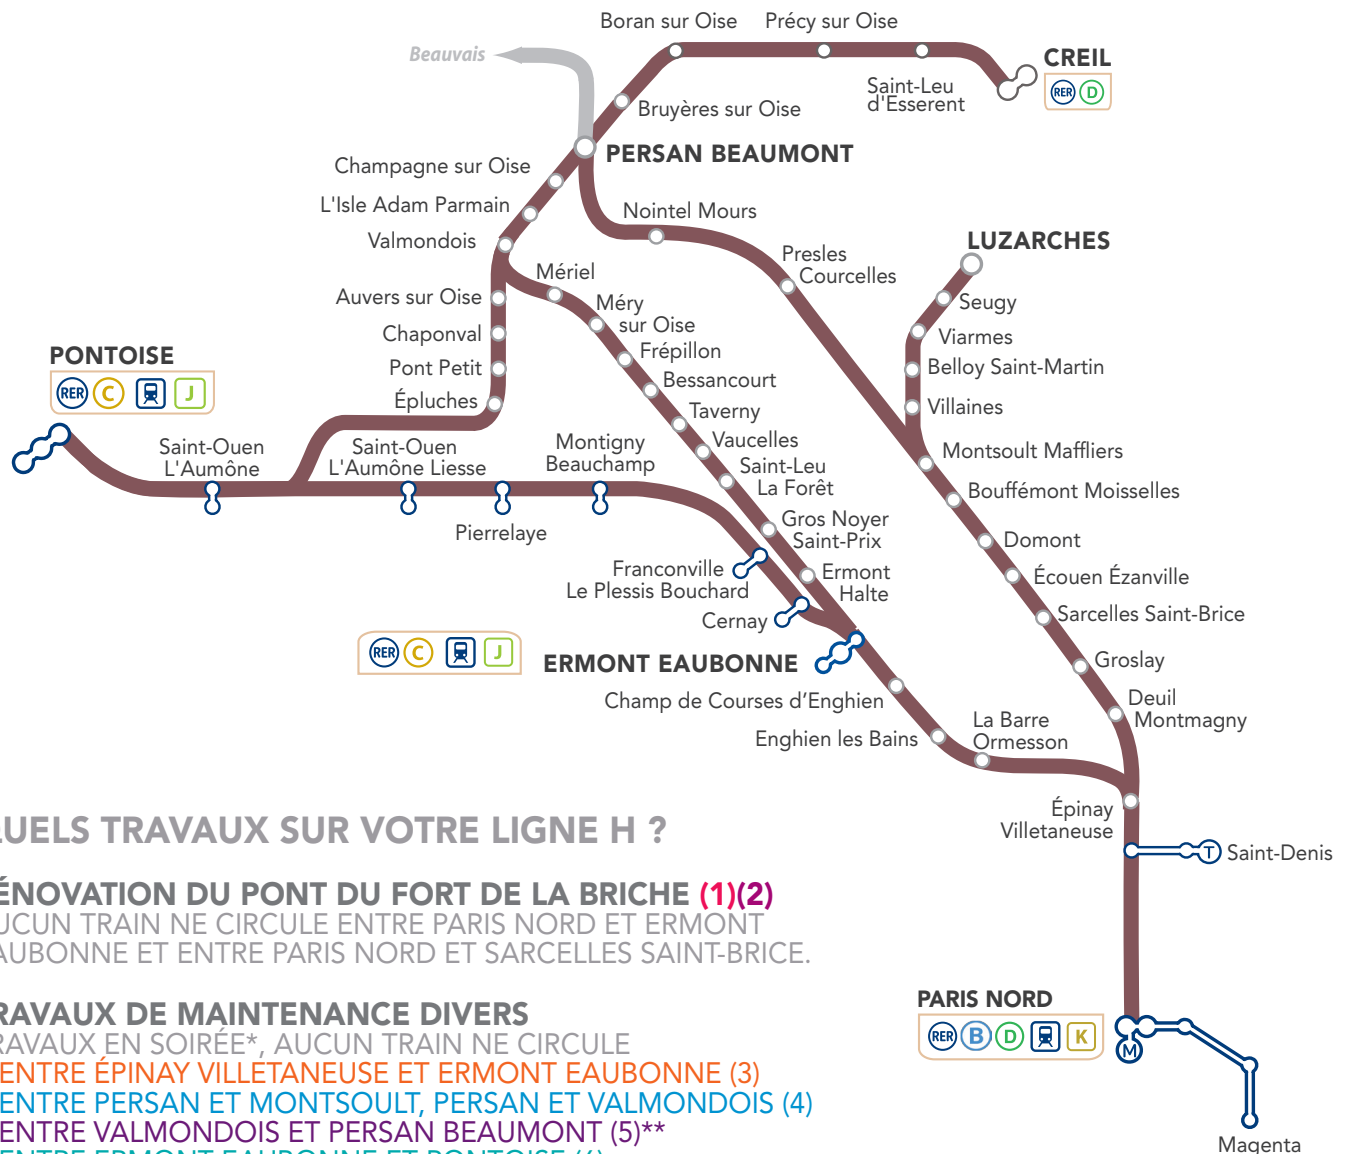 Boran sur Oise
Précy sur Oise
Beauvais
CREIL
RER D
Saint-Leu
d'Esserent
Bruyères sur Oise
PERSAN BEAUMONT
Champagne sur Oise
L'Isle Adam Parmain
Nointel Mours
Valmondois
LUZARCHES
Presles
Courcelles
Mériel
Auvers sur Oise
Seugy
Méry
sur Oise
Chaponval
Viarmes
Frépillon
PONTOISE
RER C J
Pont Petit
Belloy Saint-Martin
Bessancourt
Épluches
Villaines
Taverny
Saint-Ouen
L'Aumône
Saint-Ouen
L'Aumône Liesse
Montigny
Beauchamp
Vaucelles
Montsoult Maffliers
Saint-Leu
La Forêt
Bouffémont Moisselles
Pierrelaye
Gros Noyer
Saint-Prix
Domont
Franconville
Le Plessis Bouchard
Ermont
Halte
Écouen Ézanville
Cernay
Sarcelles Saint-Brice
RER C J
ERMONT EAUBONNE
Groslay
Champ de Courses d’Enghien
Deuil
Montmagny
Enghien les Bains
La Barre
Ormesson
Épinay
Villetaneuse
T Saint-Denis
UELS TRAVAUX SUR VOTRE LIGNE H ?
ÉNOVATION DU PONT DU FORT DE LA BRICHE (1)(2)
UCUN TRAIN NE CIRCULE ENTRE PARIS NORD ET ERMONT
AUBONNE ET ENTRE PARIS NORD ET SARCELLES SAINT-BRICE.
RAVAUX DE MAINTENANCE DIVERS
RAVAUX EN SOIRÉE*, AUCUN TRAIN NE CIRCULE
ENTRE ÉPINAY VILLETANEUSE ET ERMONT EAUBONNE (3)
ENTRE PERSAN ET MONTSOULT, PERSAN ET VALMONDOIS (4)
ENTRE VALMONDOIS ET PERSAN BEAUMONT (5)**
ENTRE ERMONT EAUBONNE ET PONTOISE (6)
PARIS NORD
RER B D K
M
Magenta